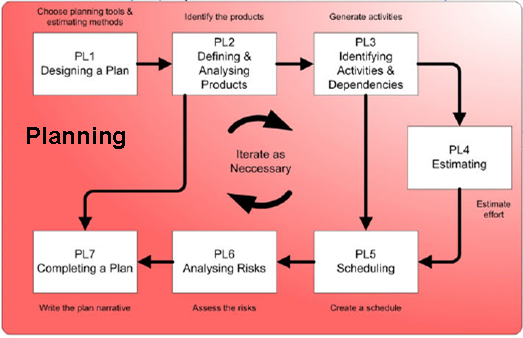 Choose planning tools &
estimating methods
Identify the products
Generate activities
PL1
Designing a Plan
PL2
Defining &
Analysing
Products
PL3
Identifying
Activities &
Dependencies
Planning
Iterate as
Neccessary
PL4
Estimating
Estimate
effort
PL7
Completing a Plan
PL6
Analysing Risks
PL5
Scheduling
Write the plan narrative
Assess the risks
Create a schedule